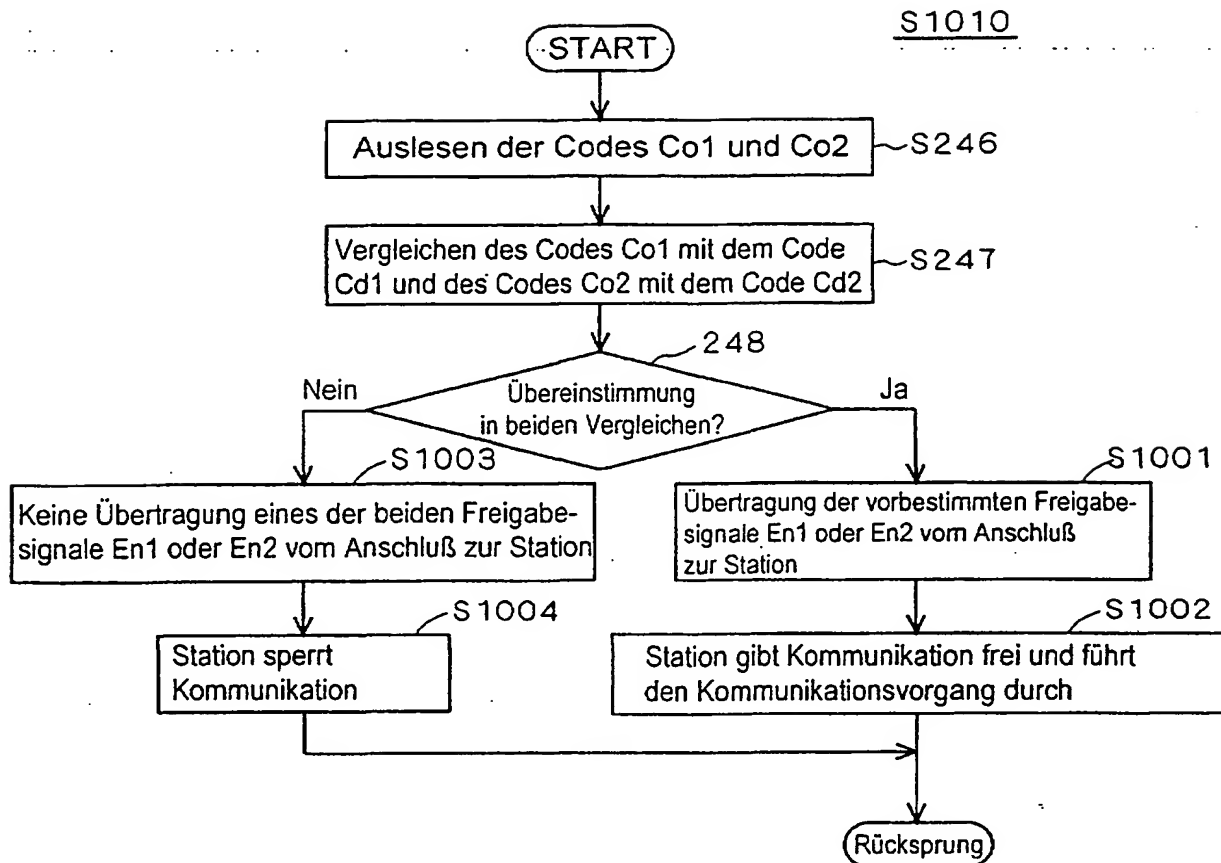 S1010
START
Auslesen der Codes Co1 und Co2
S246
Vergleichen des Codes Co1 mit dem Code
Cd1 und des Codes Co2 mit dem Code Cd2
S247
248
Nein
Übereinstimmung
in beiden Vergleichen?
Ja
S1003
Keine Übertragung eines der beiden Freigabe-
signale En1 oder En2 vom Anschluß zur Station
S1001
Übertragung der vorbestimmten Freigabe-
signale En1 oder En2 vom Anschluß
zur Station
S1004
Station sperrt
Kommunikation
S1002
Station gibt Kommunikation frei und führt
den Kommunikationsvorgang durch
Rücksprung